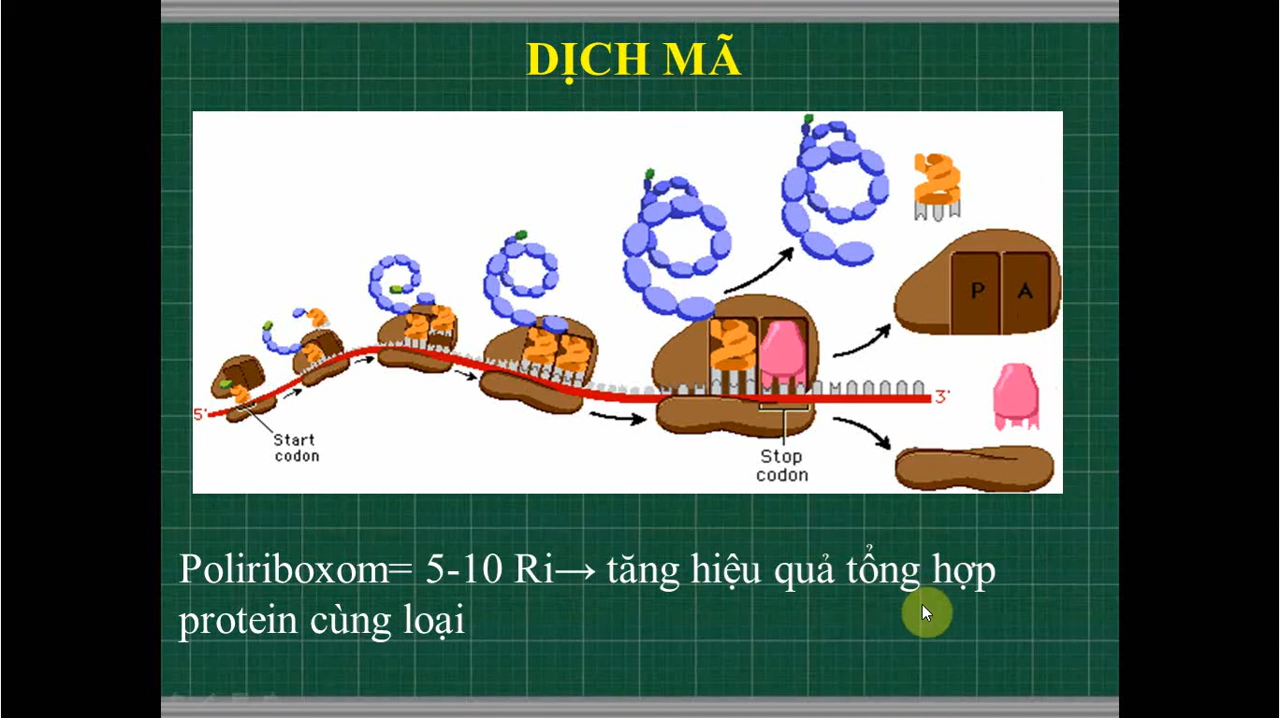 DỊCH MÃ
P A
5'
3'
Start
codon
Stop
codon
Poliriboxom= 5-10 Ri→ tăng hiệu quả tổng hợp
protein cùng loại